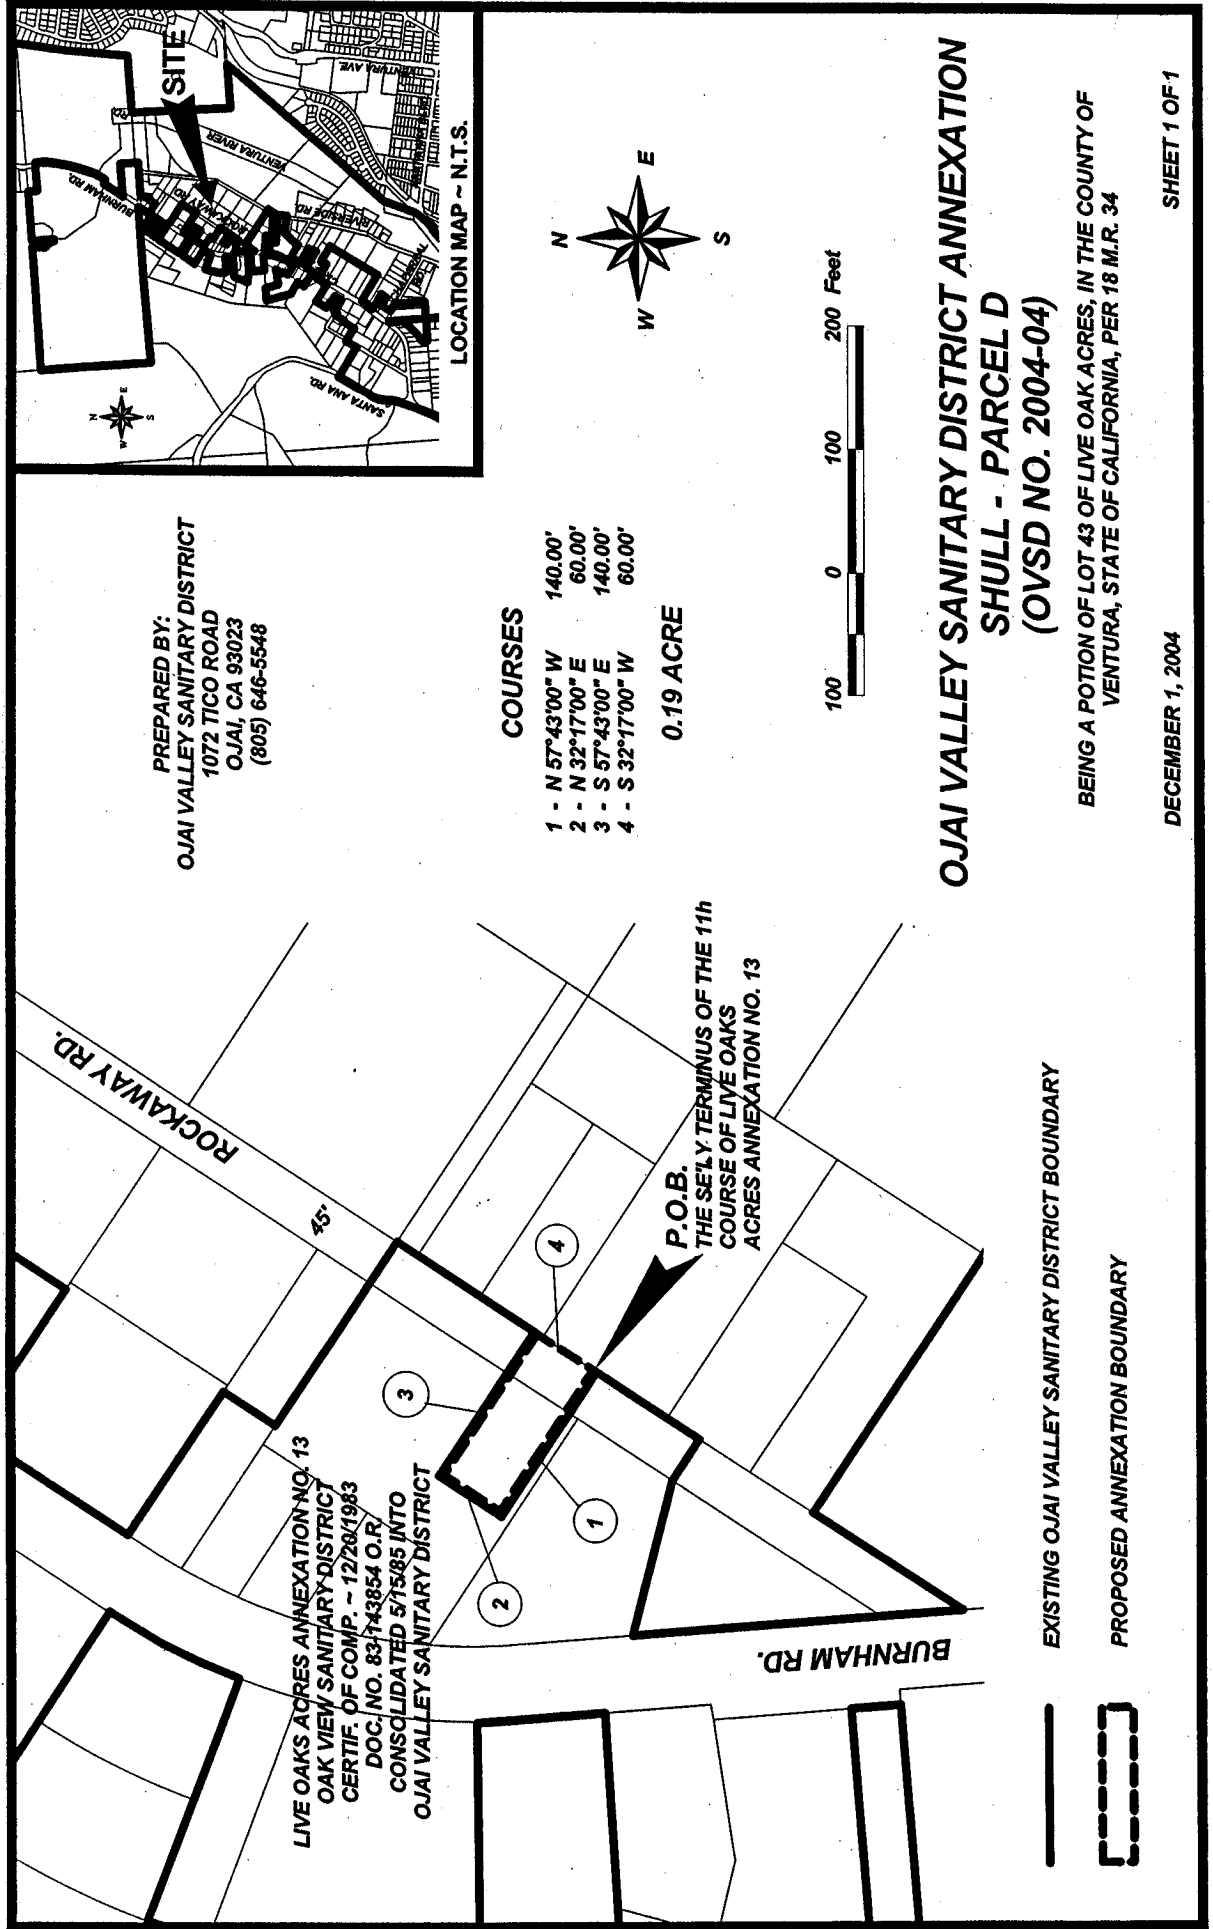 LIVE OAKS ACRES ANNEXATION NO. 13
OAK VIEW SANITARY DISTRICT
CERTIF. OF COMP. ~ 12/20/1983
DOC. NO. 83-143854 O.R.
CONSOLIDATED 5/15/85 INTO
OJAI VALLEY SANITARY DISTRICT
ROCKAWAY RD.
45'
BURNHAM RD.
1
2
3
4
P.O.B.
THE SE'LY TERMINUS OF THE 11h
COURSE OF LIVE OAKS
ACRES ANNEXATION NO. 13
EXISTING OJAI VALLEY SANITARY DISTRICT BOUNDARY
PROPOSED ANNEXATION BOUNDARY
PREPARED BY:
OJAI VALLEY SANITARY DISTRICT
1072 TICO ROAD
OJAI, CA 93023
(805) 646-5548
COURSES
1 - N 57°43'00" W 140.00'
2 - N 32°17'00" E 60.00'
3 - S 57°43'00" E 140.00'
4 - S 32°17'00" W 60.00'
0.19 ACRE
SITE
BURNHAM RD.
RD.
VENTURA RIVER
VENTURA AVE.
ROCKAWAY RD.
RIVERSIDE RD.
SANTA ANA RD.
N
E
S
W
LOCATION MAP ~ N.T.S.
N
E
S
W
100 0 100 200 Feet
OJAI VALLEY SANITARY DISTRICT ANNEXATION
SHULL - PARCEL D
(OVSD NO. 2004-04)
BEING A POTION OF LOT 43 OF LIVE OAK ACRES, IN THE COUNTY OF
VENTURA, STATE OF CALIFORNIA, PER 18 M.R. 34
DECEMBER 1, 2004
SHEET 1 OF 1